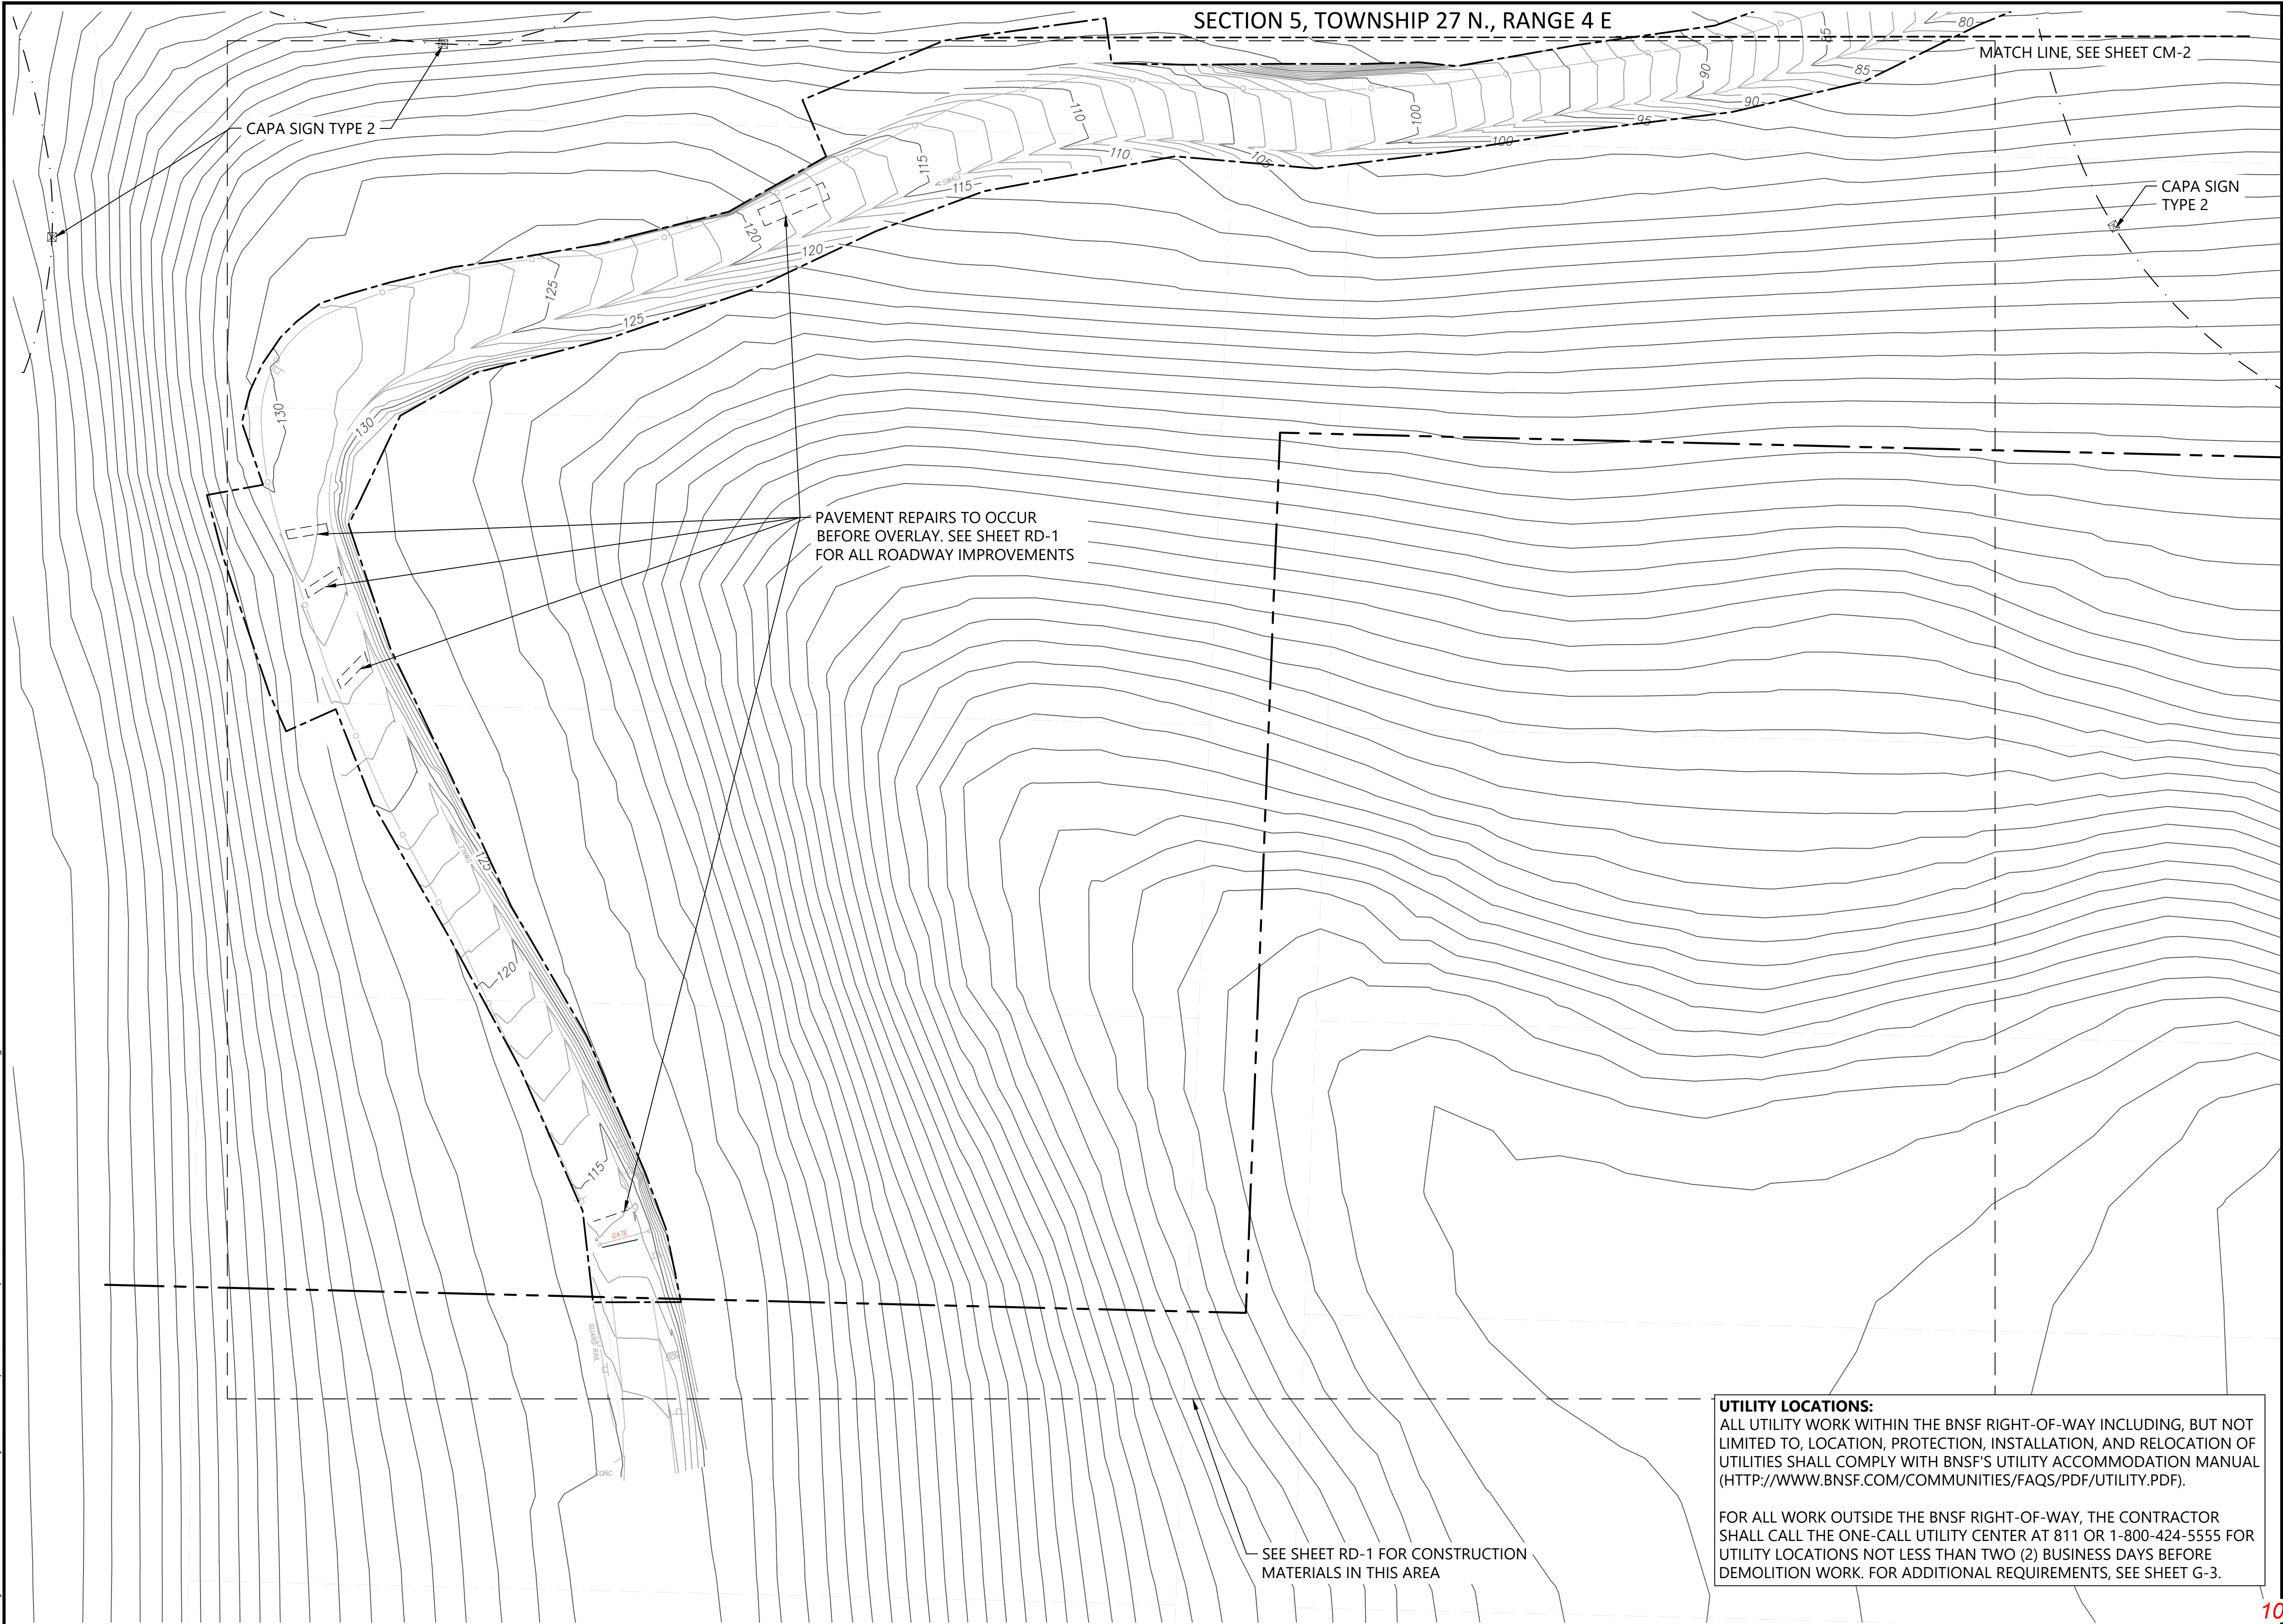 SECTION 5, TOWNSHIP 27 N., RANGE 4 E
MATCH LINE, SEE SHEET CM-2
CAPA SIGN TYPE 2
CAPA SIGN
TYPE 2
80
85
85
90
90
95
100
100
105
110
110
115
115
SWALE
120
120
125
125
130
130
PAVEMENT REPAIRS TO OCCUR
BEFORE OVERLAY. SEE SHEET RD-1
FOR ALL ROADWAY IMPROVEMENTS
125
SWALE
120
115
GATE
GUARD RAIL
CONC
SEE SHEET RD-1 FOR CONSTRUCTION
MATERIALS IN THIS AREA
UTILITY LOCATIONS:
ALL UTILITY WORK WITHIN THE BNSF RIGHT-OF-WAY INCLUDING, BUT NOT
LIMITED TO, LOCATION, PROTECTION, INSTALLATION, AND RELOCATION OF
UTILITIES SHALL COMPLY WITH BNSF'S UTILITY ACCOMMODATION MANUAL
(HTTP://WWW.BNSF.COM/COMMUNITIES/FAQS/PDF/UTILITY.PDF).
FOR ALL WORK OUTSIDE THE BNSF RIGHT-OF-WAY, THE CONTRACTOR
SHALL CALL THE ONE-CALL UTILITY CENTER AT 811 OR 1-800-424-5555 FOR
UTILITY LOCATIONS NOT LESS THAN TWO (2) BUSINESS DAYS BEFORE
DEMOLITION WORK. FOR ADDITIONAL REQUIREMENTS, SEE SHEET G-3.
10